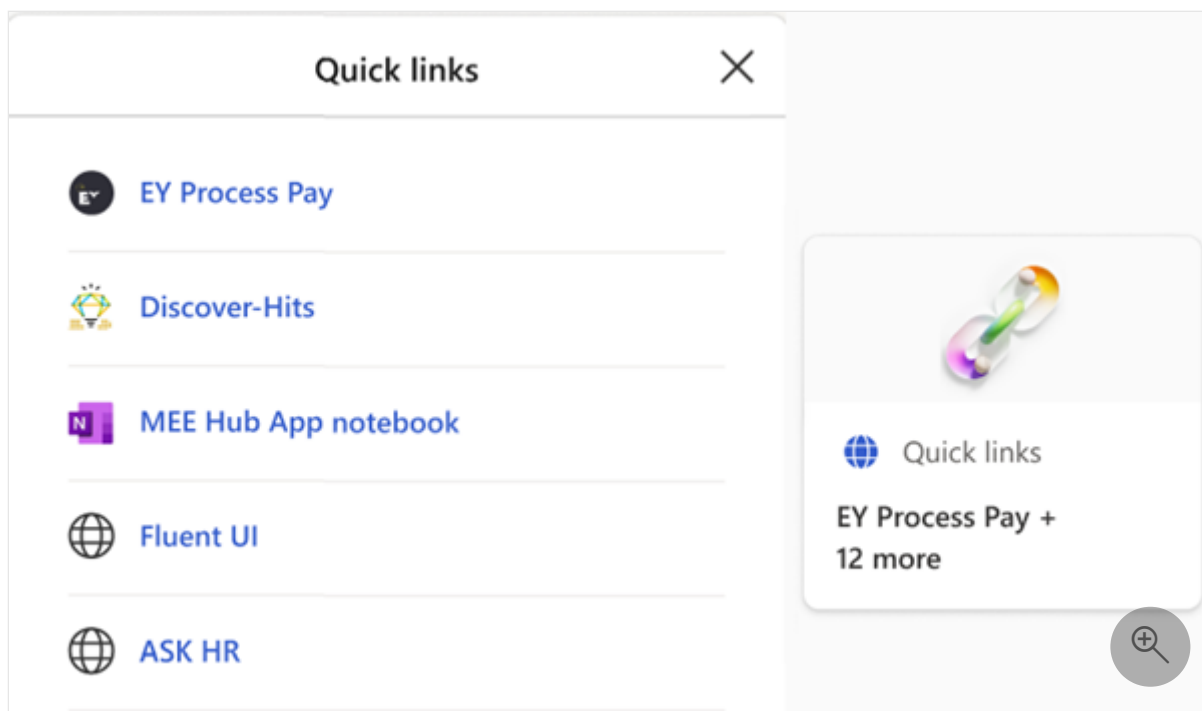 Quick links
EY
EY Process Pay
Discover-Hits
N
MEE Hub App notebook
Fluent UI
ASK HR
Quick links
EY Process Pay +
12 more